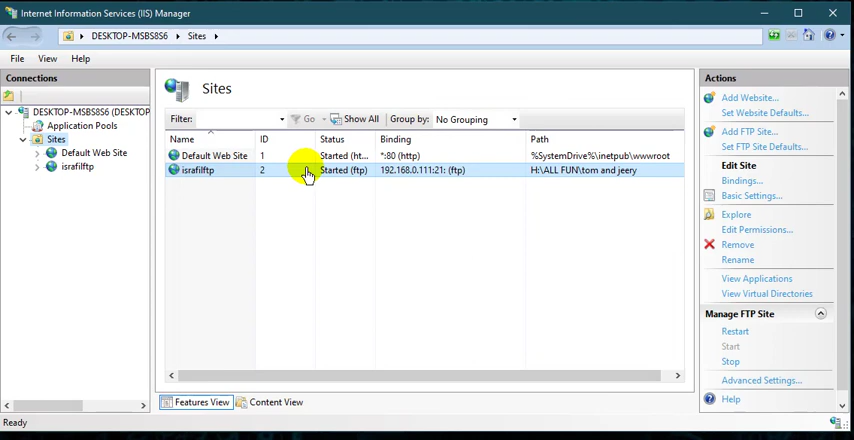 Internet Information Services (IIS) Manager
DESKTOP-MSBS8S6 Sites
File View Help
Connections
DESKTOP-MSBS8S6 (DESKTOP
Application Pools
Sites
Default Web Site
israfilftp
Sites
Filter: Go Show All Group by: No Grouping
Name ID Status Binding Path
Default Web Site 1 Started (ht... *:80 (http) %SystemDrive%\inetpub\wwwroot
israfilftp 2 Started (ftp) 192.168.0.111:21: (ftp) H:\ALL FUN\tom and jeery
Features View Content View
Actions
Add Website...
Set Website Defaults...
Add FTP Site...
Set FTP Site Defaults...
Edit Site
Bindings...
Basic Settings...
Explore
Edit Permissions...
Remove
Rename
View Applications
View Virtual Directories
Manage FTP Site
Restart
Start
Stop
Advanced Settings...
Help
Ready